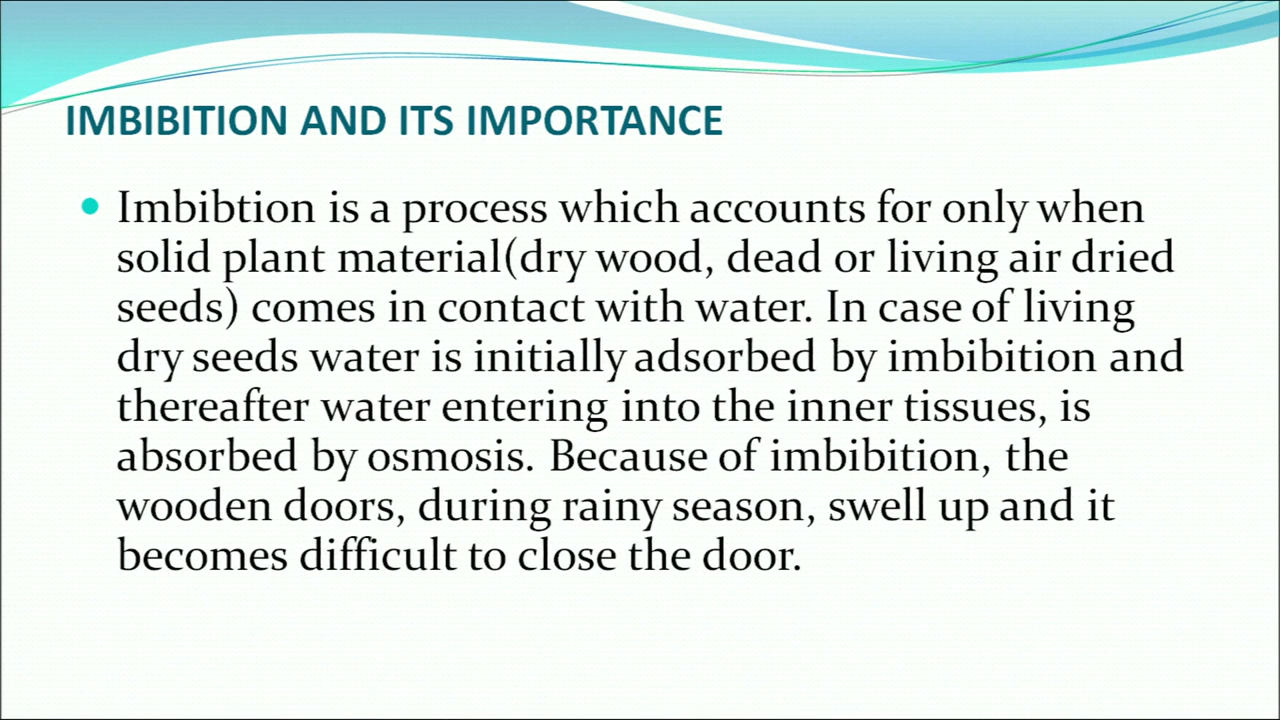 IMBIBITION AND ITS IMPORTANCE
• Imbibtion is a process which accounts for only when
solid plant material(dry wood, dead or living air dried
seeds) comes in contact with water. In case of living
dry seeds water is initially adsorbed by imbibition and
thereafter water entering into the inner tissues, is
absorbed by osmosis. Because of imbibition, the
wooden doors, during rainy season, swell up and it
becomes difficult to close the door.